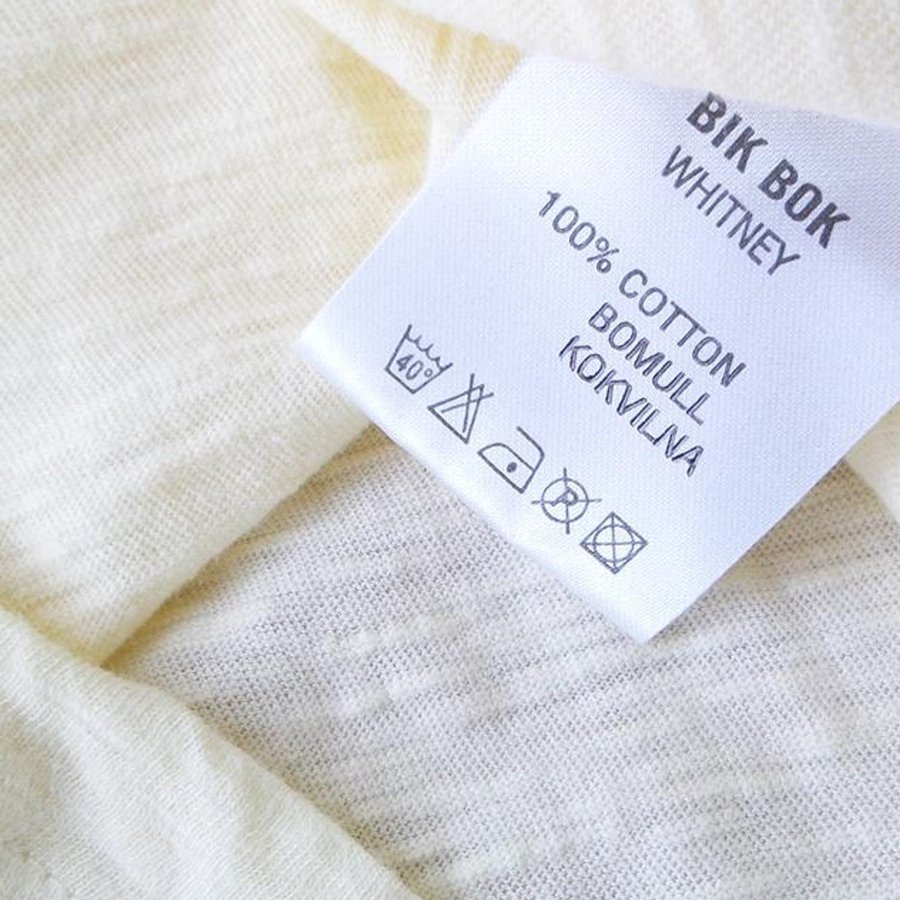 BIK BOK
WHITNEY
100% COTTON
BOMULL
KOKVILNA
40°
P